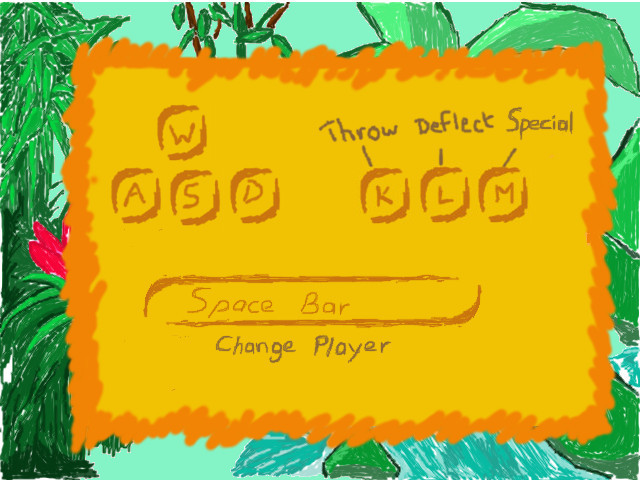 Throw Deflect Special
W
A S D K L M
Space Bar
Change Player